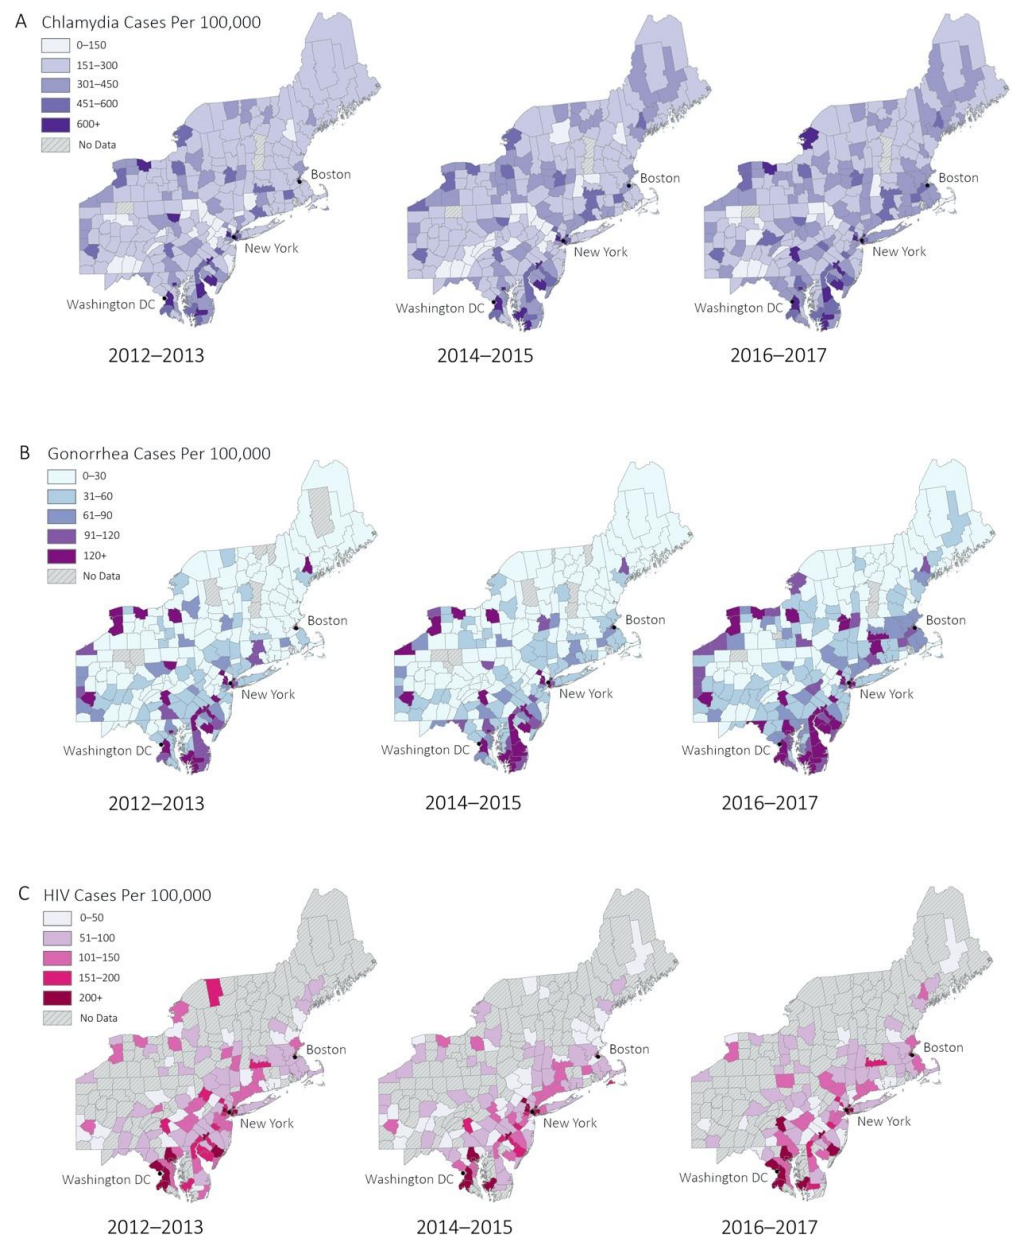 A Chlamydia Cases Per 100,000
0–150
151–300
301–450
451–600
600+
No Data
Boston
New York
Washington DC
Boston
New York
Washington DC
Boston
New York
Washington DC
2012–2013
2014–2015
2016–2017
B Gonorrhea Cases Per 100,000
0–30
31–60
61–90
91–120
120+
No Data
Boston
New York
Washington DC
Boston
New York
Washington DC
Boston
New York
Washington DC
2012–2013
2014–2015
2016–2017
C HIV Cases Per 100,000
0–50
51–100
101–150
151–200
200+
No Data
Boston
New York
Washington DC
Boston
New York
Washington DC
Boston
New York
Washington DC
2012–2013
2014–2015
2016–2017